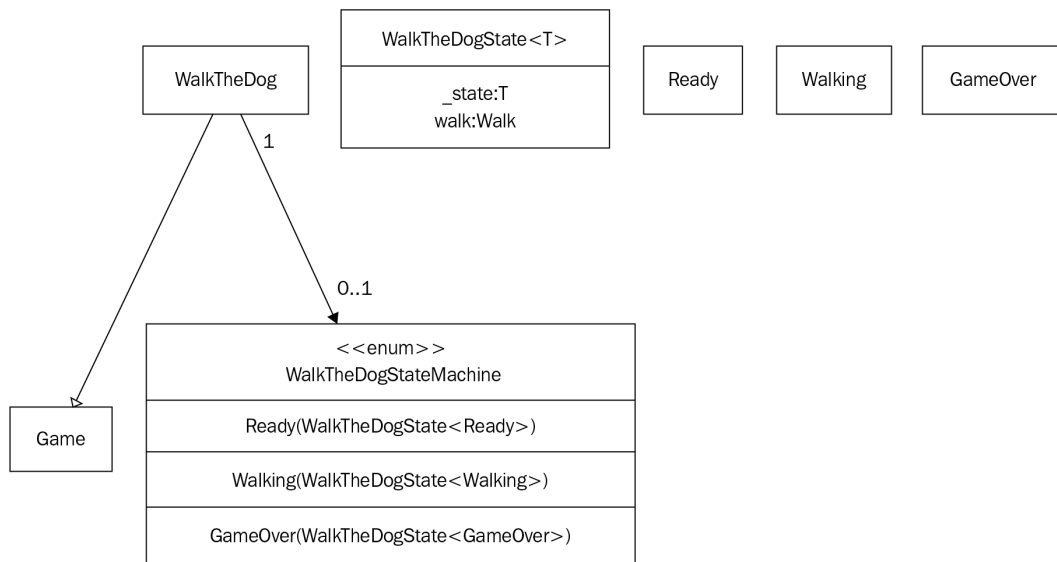 WalkTheDog
WalkTheDogState<T>
_state:T
walk:Walk
Ready
Walking
GameOver
1
0..1
<<enum>>
WalkTheDogStateMachine
Ready(WalkTheDogState<Ready>)
Walking(WalkTheDogState<Walking>)
GameOver(WalkTheDogState<GameOver>)
Game